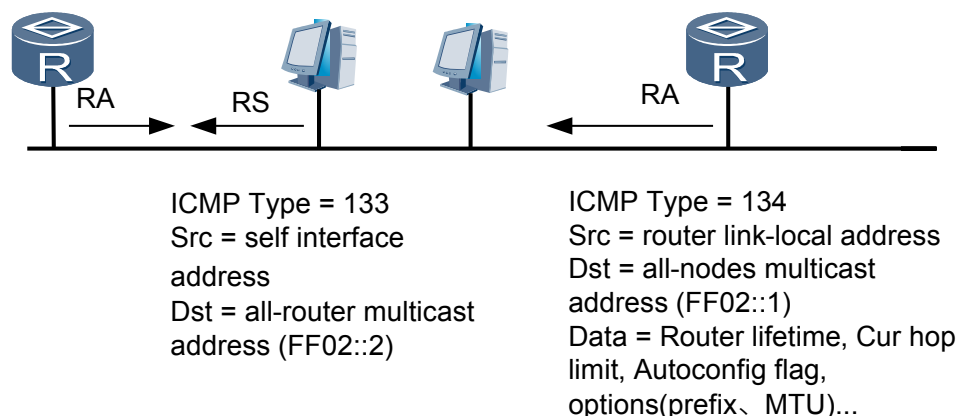 R
R
RA
RS
RA
ICMP Type = 133
Src = self interface
address
Dst = all-router multicast
address (FF02::2)
ICMP Type = 134
Src = router link-local address
Dst = all-nodes multicast
address (FF02::1)
Data = Router lifetime, Cur hop
limit, Autoconfig flag,
options(prefix、MTU)...